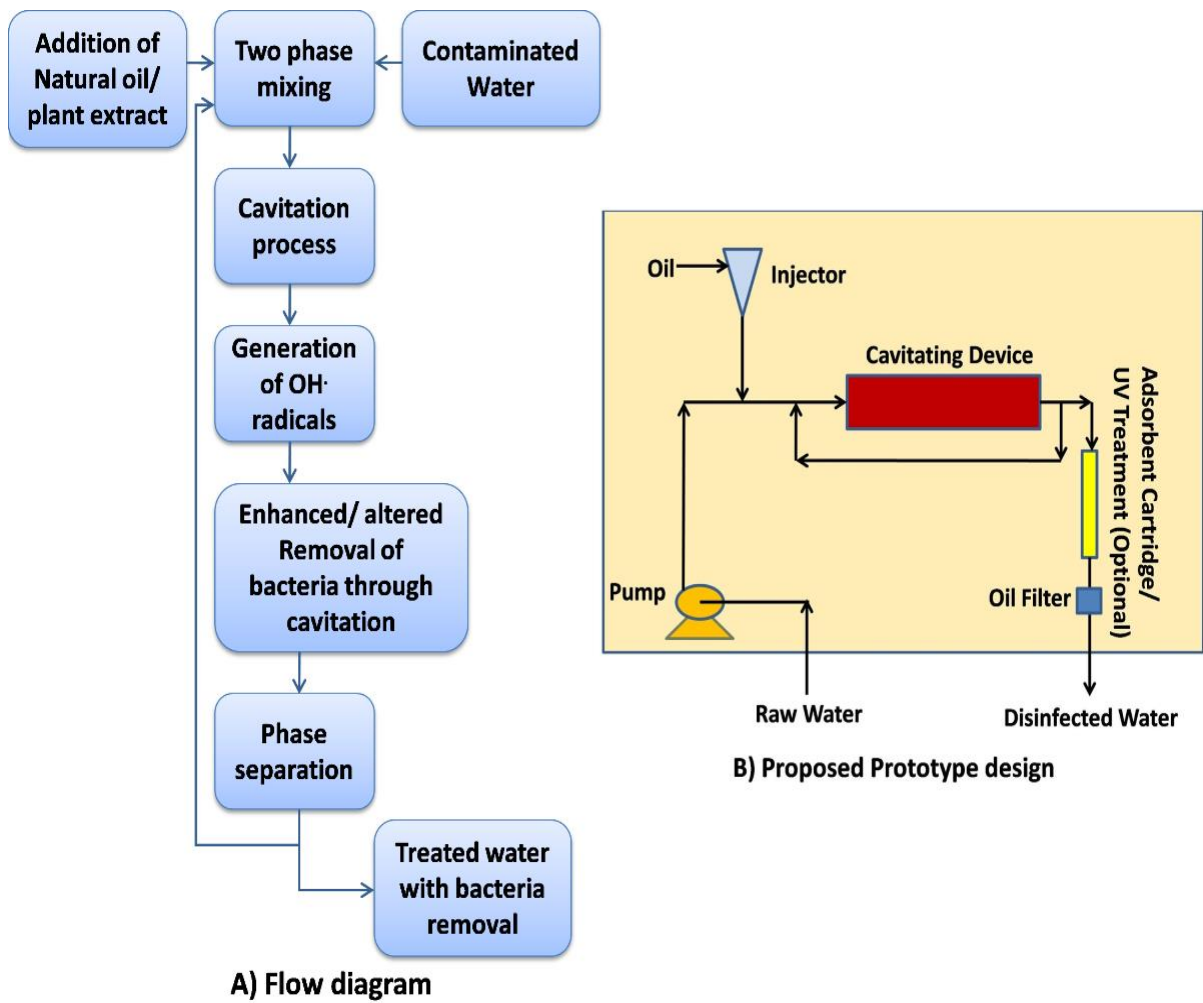 Addition of
Natural oil/
plant extract
Two phase
mixing
Contaminated
Water
Cavitation
process
Generation
of OH·
radicals
Enhanced/ altered
Removal of
bacteria through
cavitation
Phase
separation
Treated water
with bacteria
removal
A) Flow diagram
Oil
Injector
Cavitating Device
Adsorbent Cartridge/
UV Treatment (Optional)
Pump
Oil Filter
Raw Water
Disinfected Water
B) Proposed Prototype design